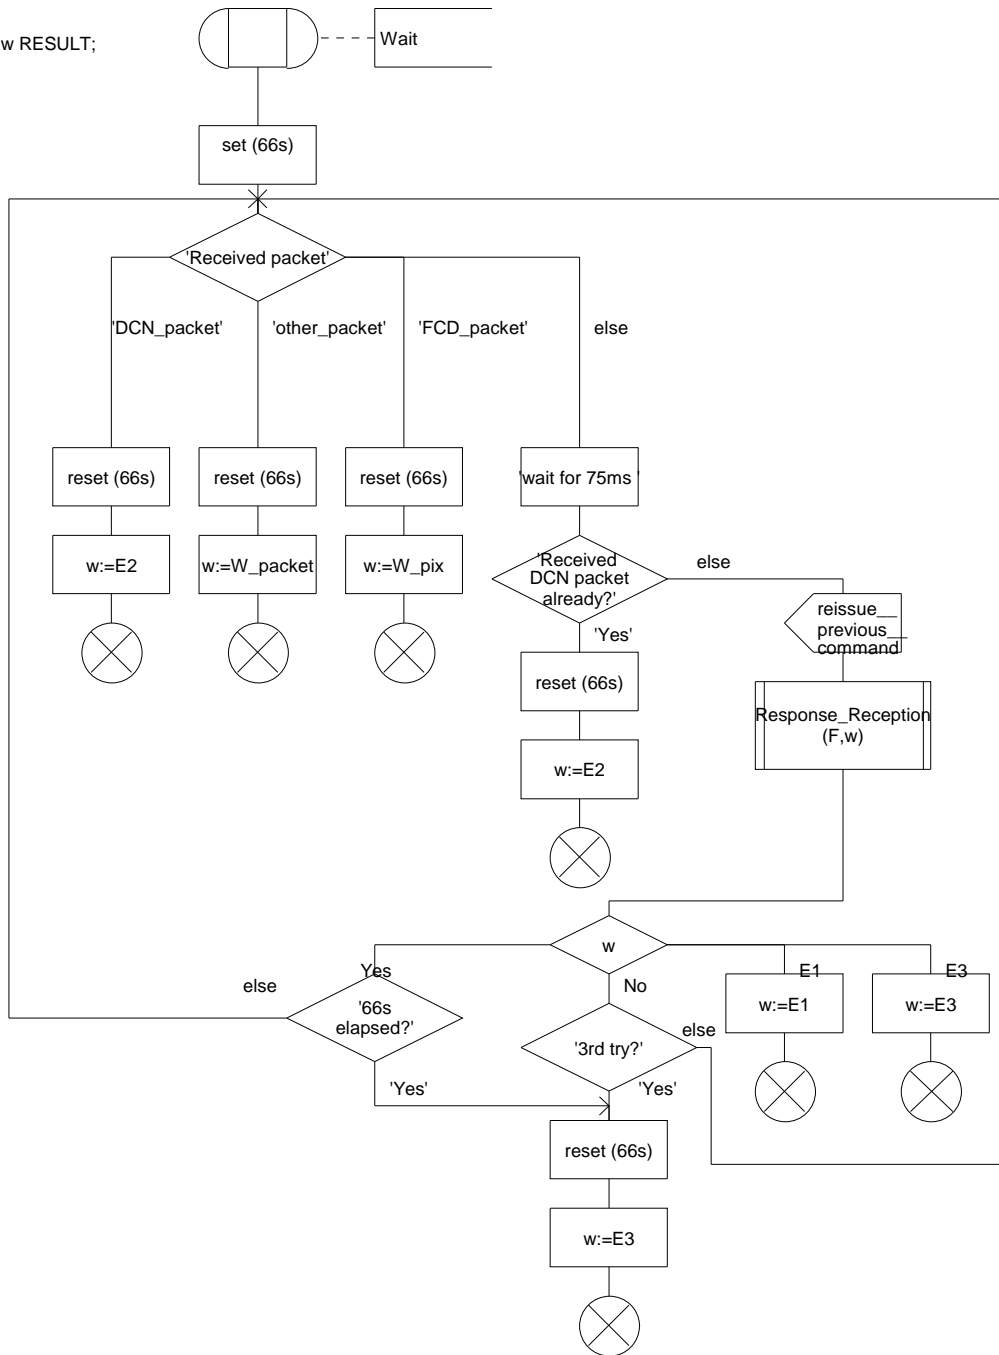 w RESULT;
Wait
set (66s)
'Received packet'
'DCN_packet'
'other_packet'
'FCD_packet'
else
reset (66s)
reset (66s)
reset (66s)
'wait for 75ms '
w:=E2
w:=W_packet
w:=W_pix
'Received
DCN packet
already?'
else
reissue__
previous__
command
'Yes'
reset (66s)
Response_Reception
(F,w)
w:=E2
w
Yes
else
'66s
elapsed?'
No
E1
E3
w:=E1
w:=E3
'3rd try?'
else
'Yes'
'Yes'
reset (66s)
w:=E3